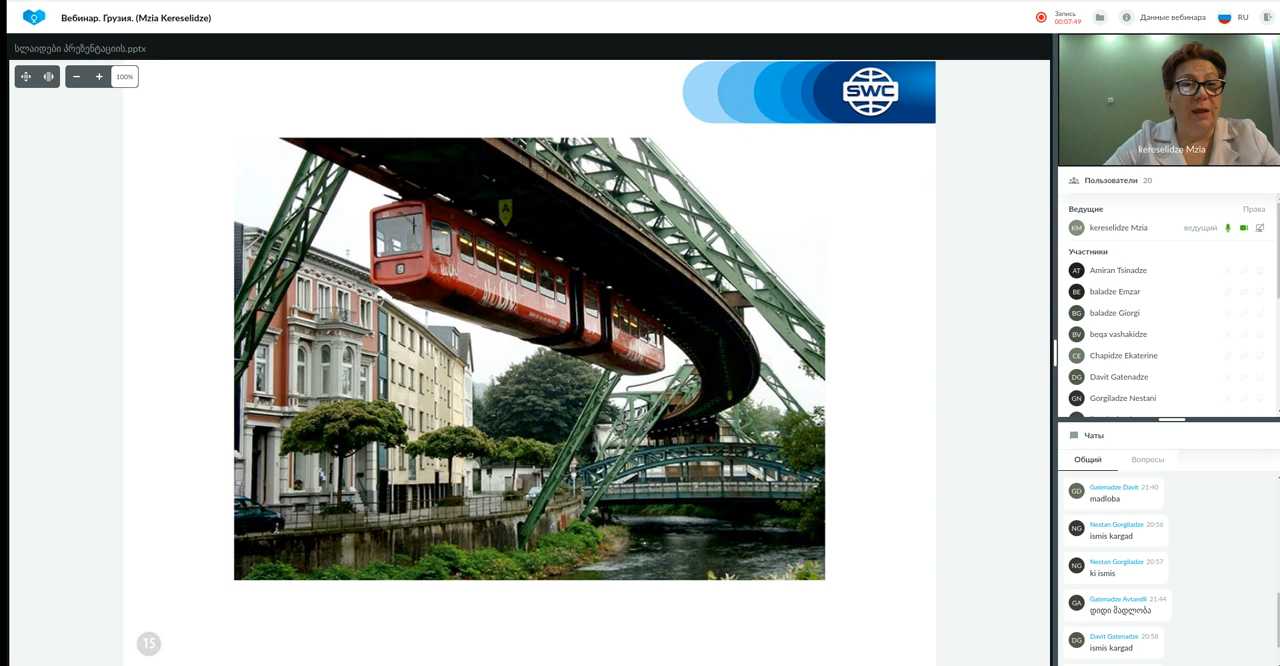 Вебинар. Грузия. (Mzia Kereselidze)
Запись
00:07:49
Данные вебинара
RU
სლაიდები პრეზენტაციის.pptx
100%
SWC
A
15
kereselidze Mzia
Пользователи 20
Ведущие
Права
KM kereselidze Mzia ведущий
Участники
AT Amiran Tsinadze
BE baladze Emzar
BG baladze Giorgi
BV beqa vashakidze
CE Chapidze Ekaterine
DG Davit Gatenadze
GN Gorgiladze Nestani
Чаты
Общий
Вопросы
GD Gatenadze Davit 21:40
madloba
NG Nestan Gorgiladze 20:56
ismis kargad
NG Nestan Gorgiladze 20:57
ki ismis
GA Gatenadze Avtandil 21:44
დიდი მადლობა
DG Davit Gatenadze 20:58
ismis kargad